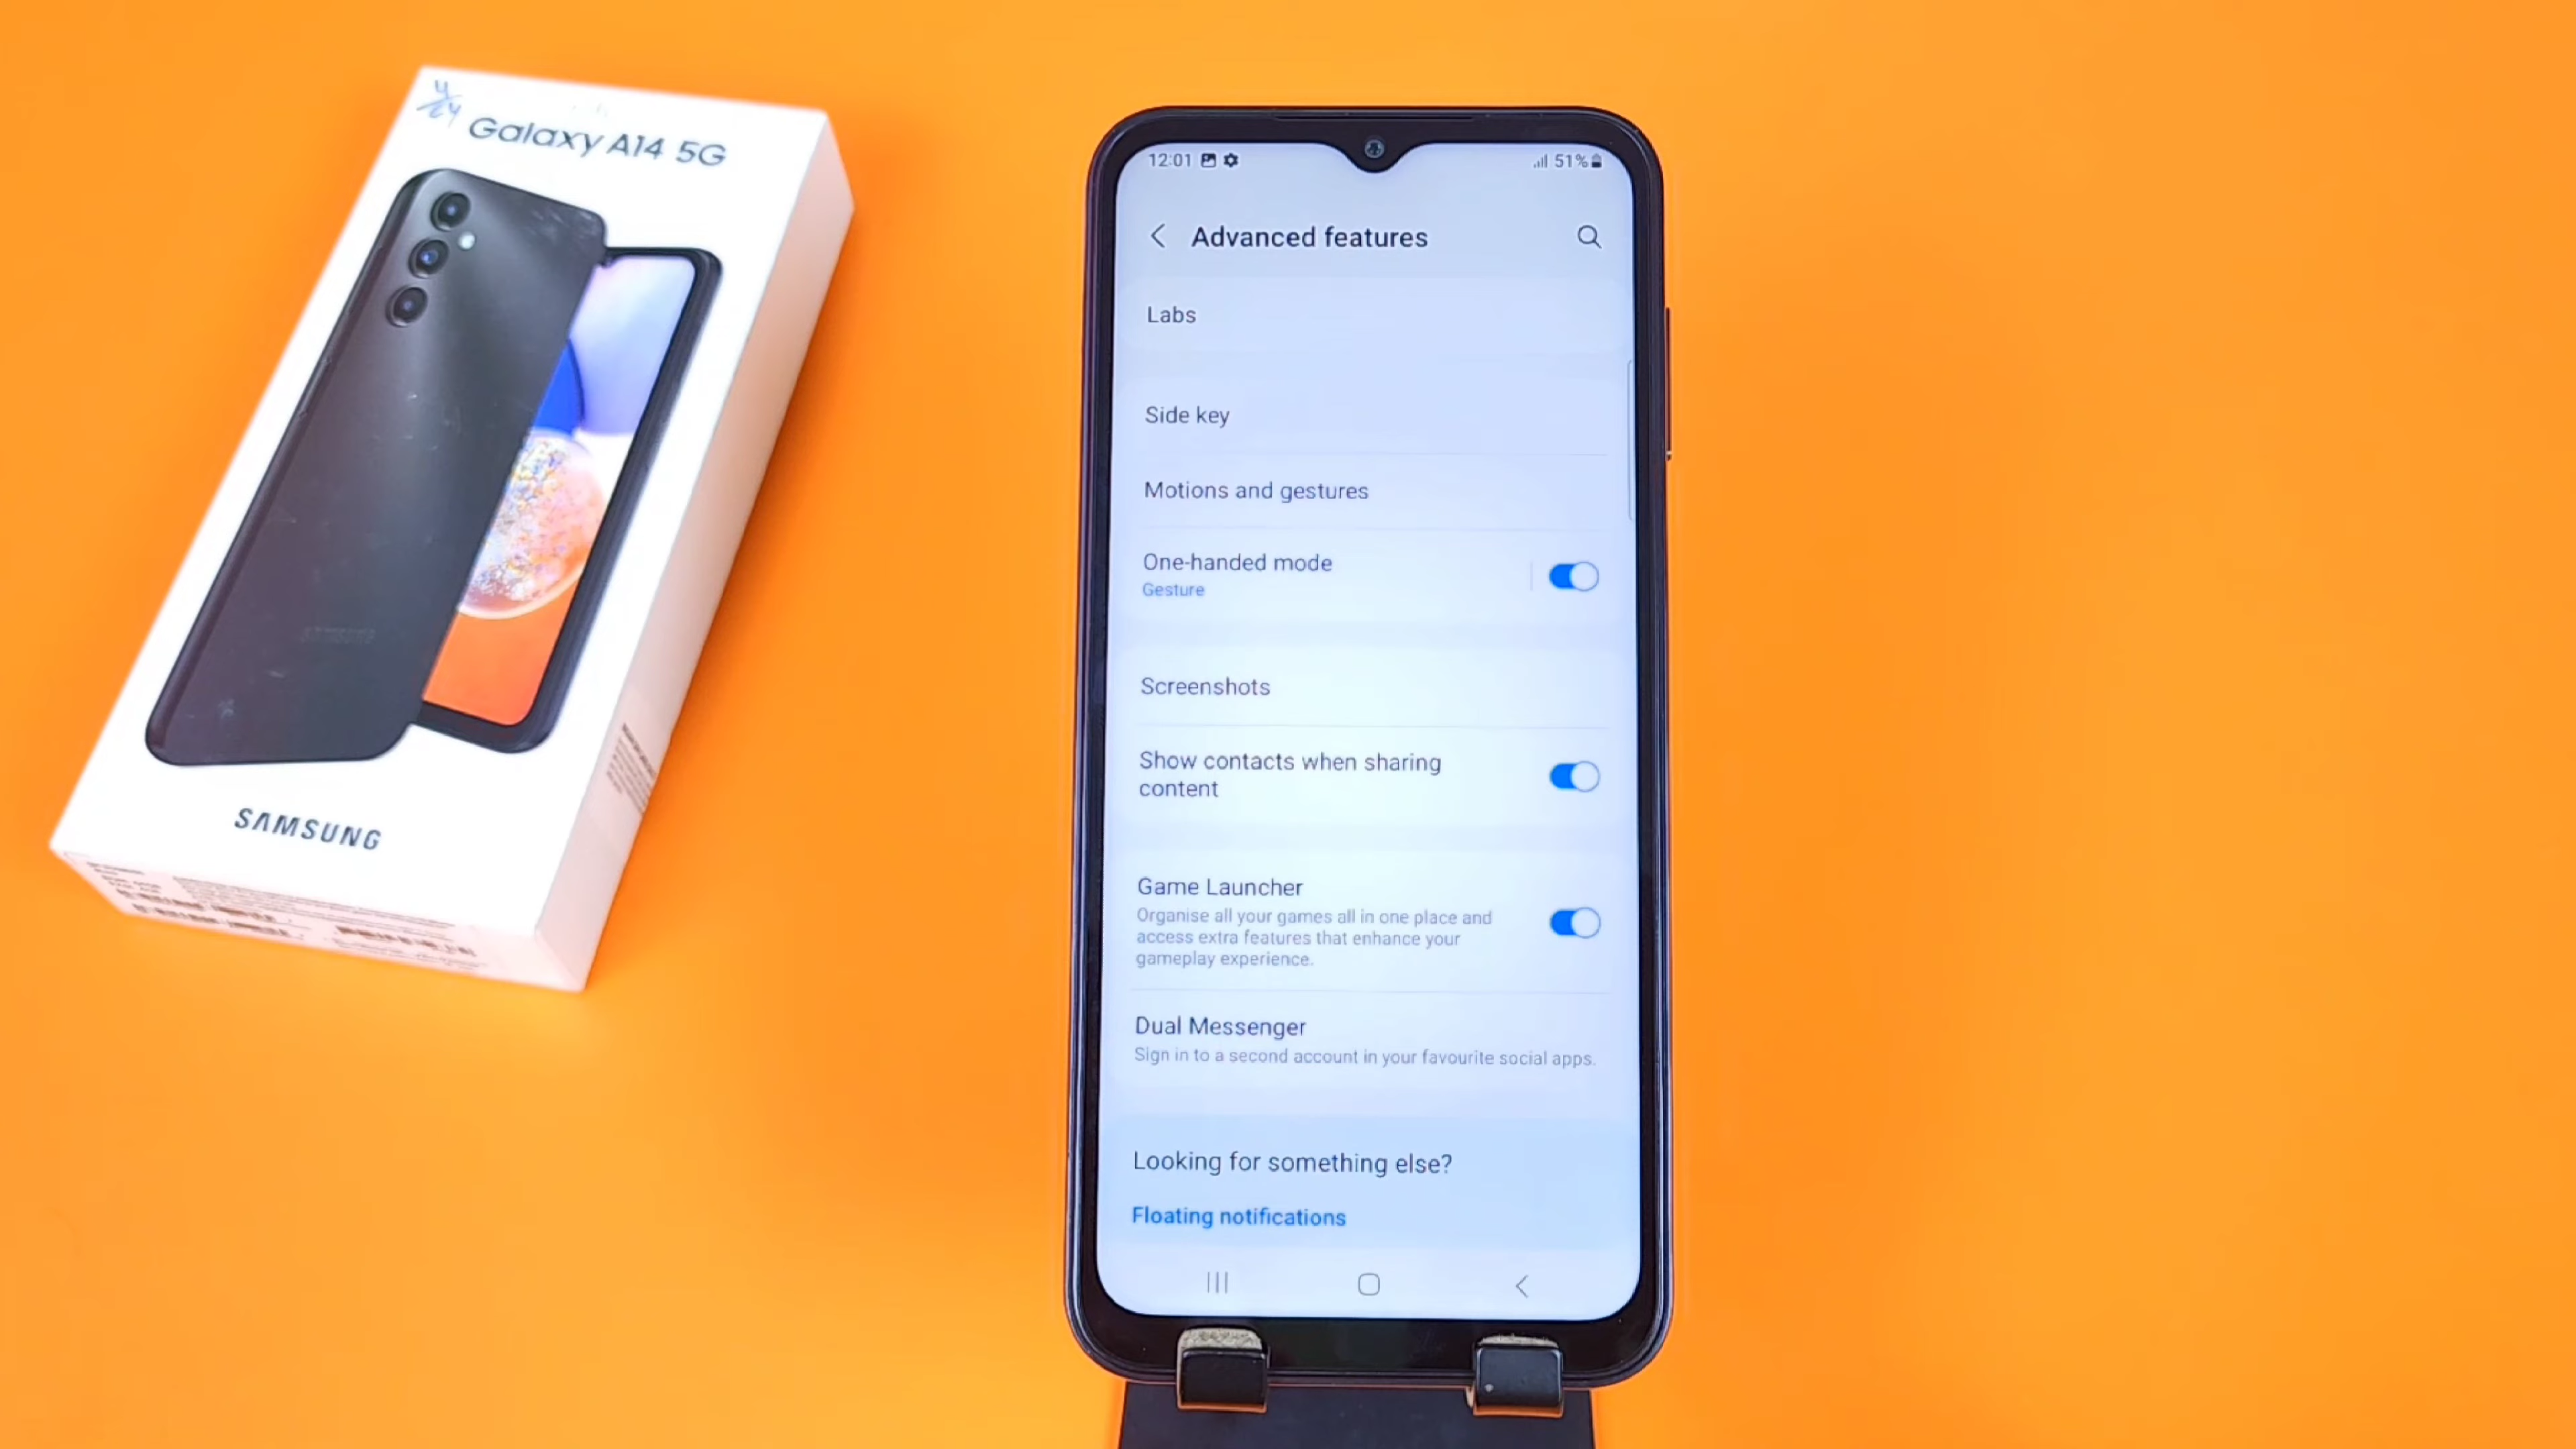 Galaxy A14 5G
SAMSUNG
SAMSUNG
12:01
51%
Advanced features
Labs
Side key
Motions and gestures
One-handed mode
Gesture
Screenshots
Show contacts when sharing
content
Game Launcher
Organise all your games all in one place and
access extra features that enhance your
gameplay experience.
Dual Messenger
Sign in to a second account in your favourite social apps.
Looking for something else?
Floating notifications